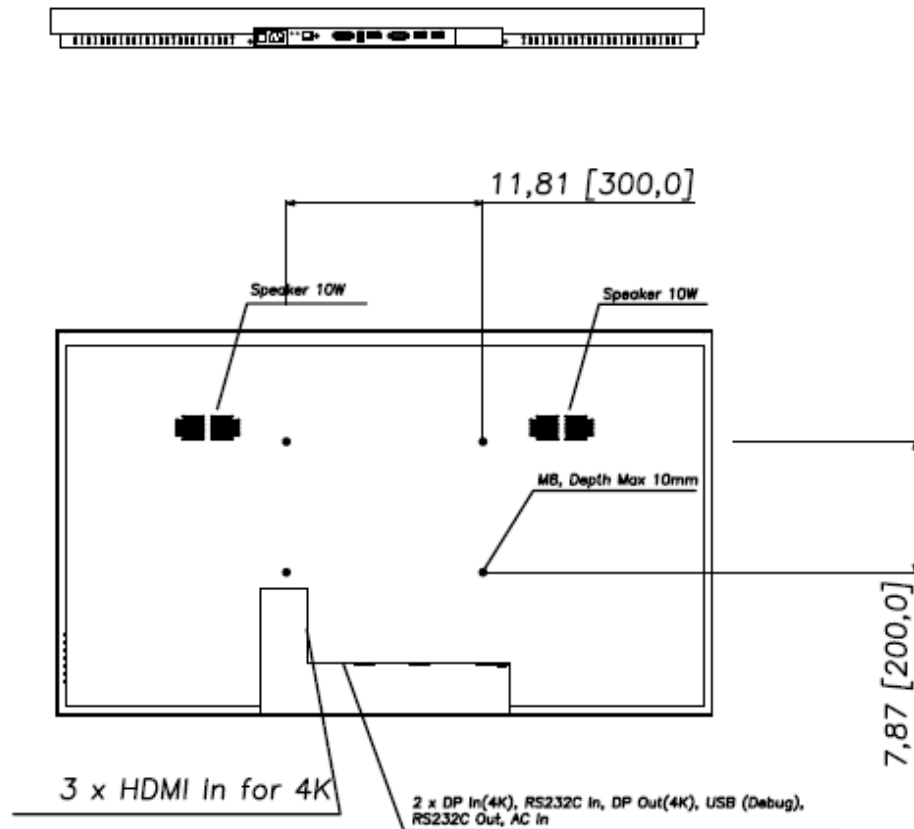 11,81 [300,0]
Speaker 10W
Speaker 10W
M8, Depth Max 10mm
7,87 [200,0]
3 x HDMI in for 4K
2 x DP in(4K), RS232C in, DP Out(4K), USB (Debug),
RS232C Out, AC in